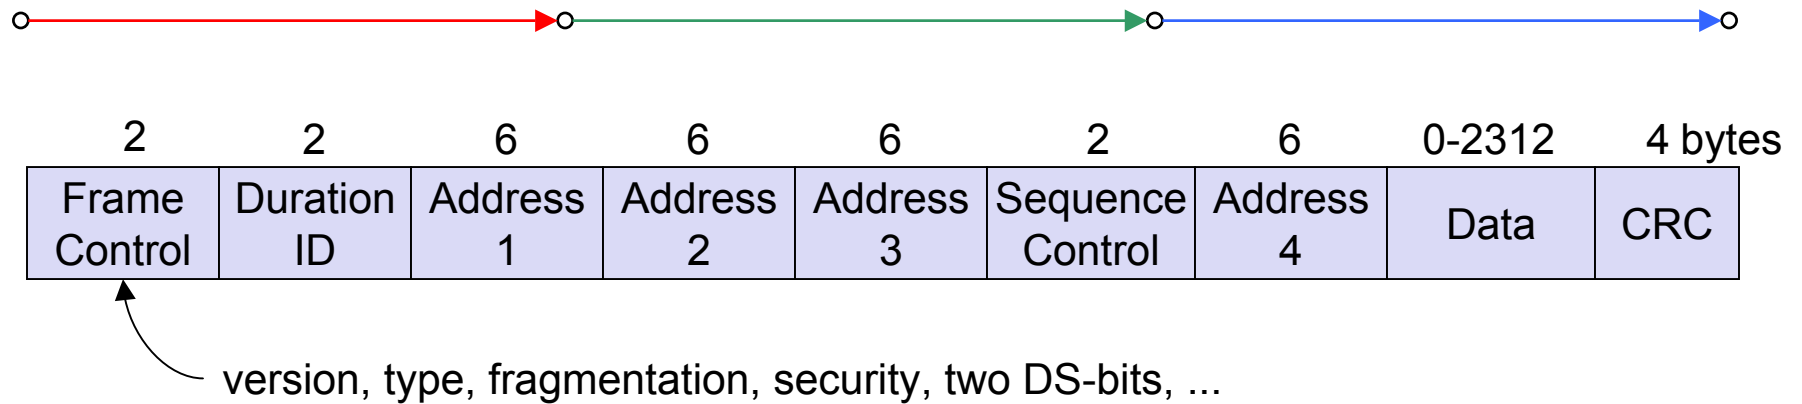 2 2 6 6 6 2 6 0-2312 4 bytes
Frame Duration Address Address Address Sequence Address Data CRC
Control ID 1 2 3 Control 4
version, type, fragmentation, security, two DS-bits, ...